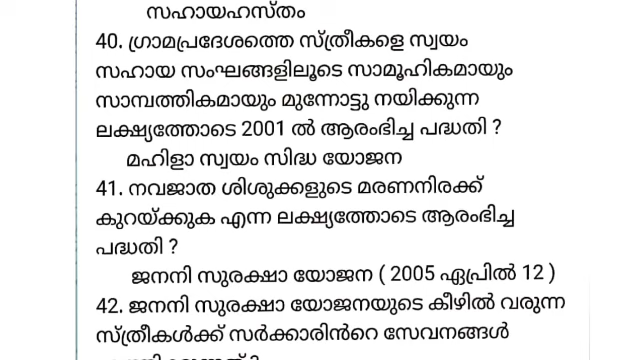 സഹായഹസ്തം
40. ഗ്രാമപ്രദേശത്തെ സ്ത്രീകളെ സ്വയം
സഹായ സംഘങ്ങളിലൂടെ സാമൂഹികമായും
സാമ്പത്തികമായും മുന്നോട്ടു നയിക്കുന്ന
ലക്ഷ്യത്തോടെ 2001 ൽ ആരംഭിച്ച പദ്ധതി ?
മഹിളാ സ്വയം സിദ്ധ യോജന
41. നവജാത ശിശുക്കളുടെ മരണനിരക്ക്
കുറയ്ക്കുക എന്ന ലക്ഷ്യത്തോടെ ആരംഭിച്ച
പദ്ധതി ?
ജനനി സുരക്ഷാ യോജന ( 2005 ഏപ്രിൽ 12 )
42. ജനനി സുരക്ഷാ യോജനയുടെ കീഴിൽ വരുന്ന
സ്ത്രീകൾക്ക് സർക്കാരിൻറെ സേവനങ്ങൾ